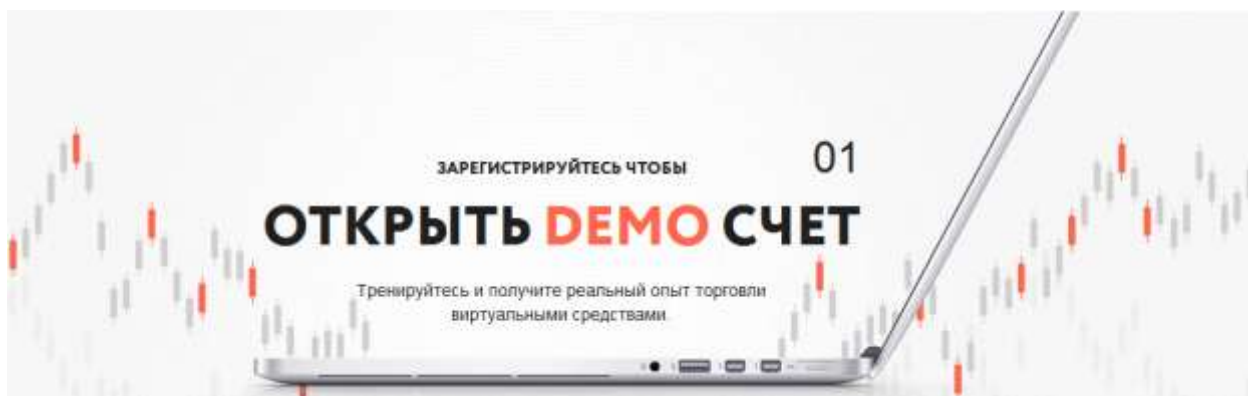 01
ЗАРЕГИСТРИРУЙТЕСЬ ЧТОБЫ
ОТКРЫТЬ DEMO СЧЕТ
Тренируйтесь и получите реальный опыт торговли
виртуальными средствами